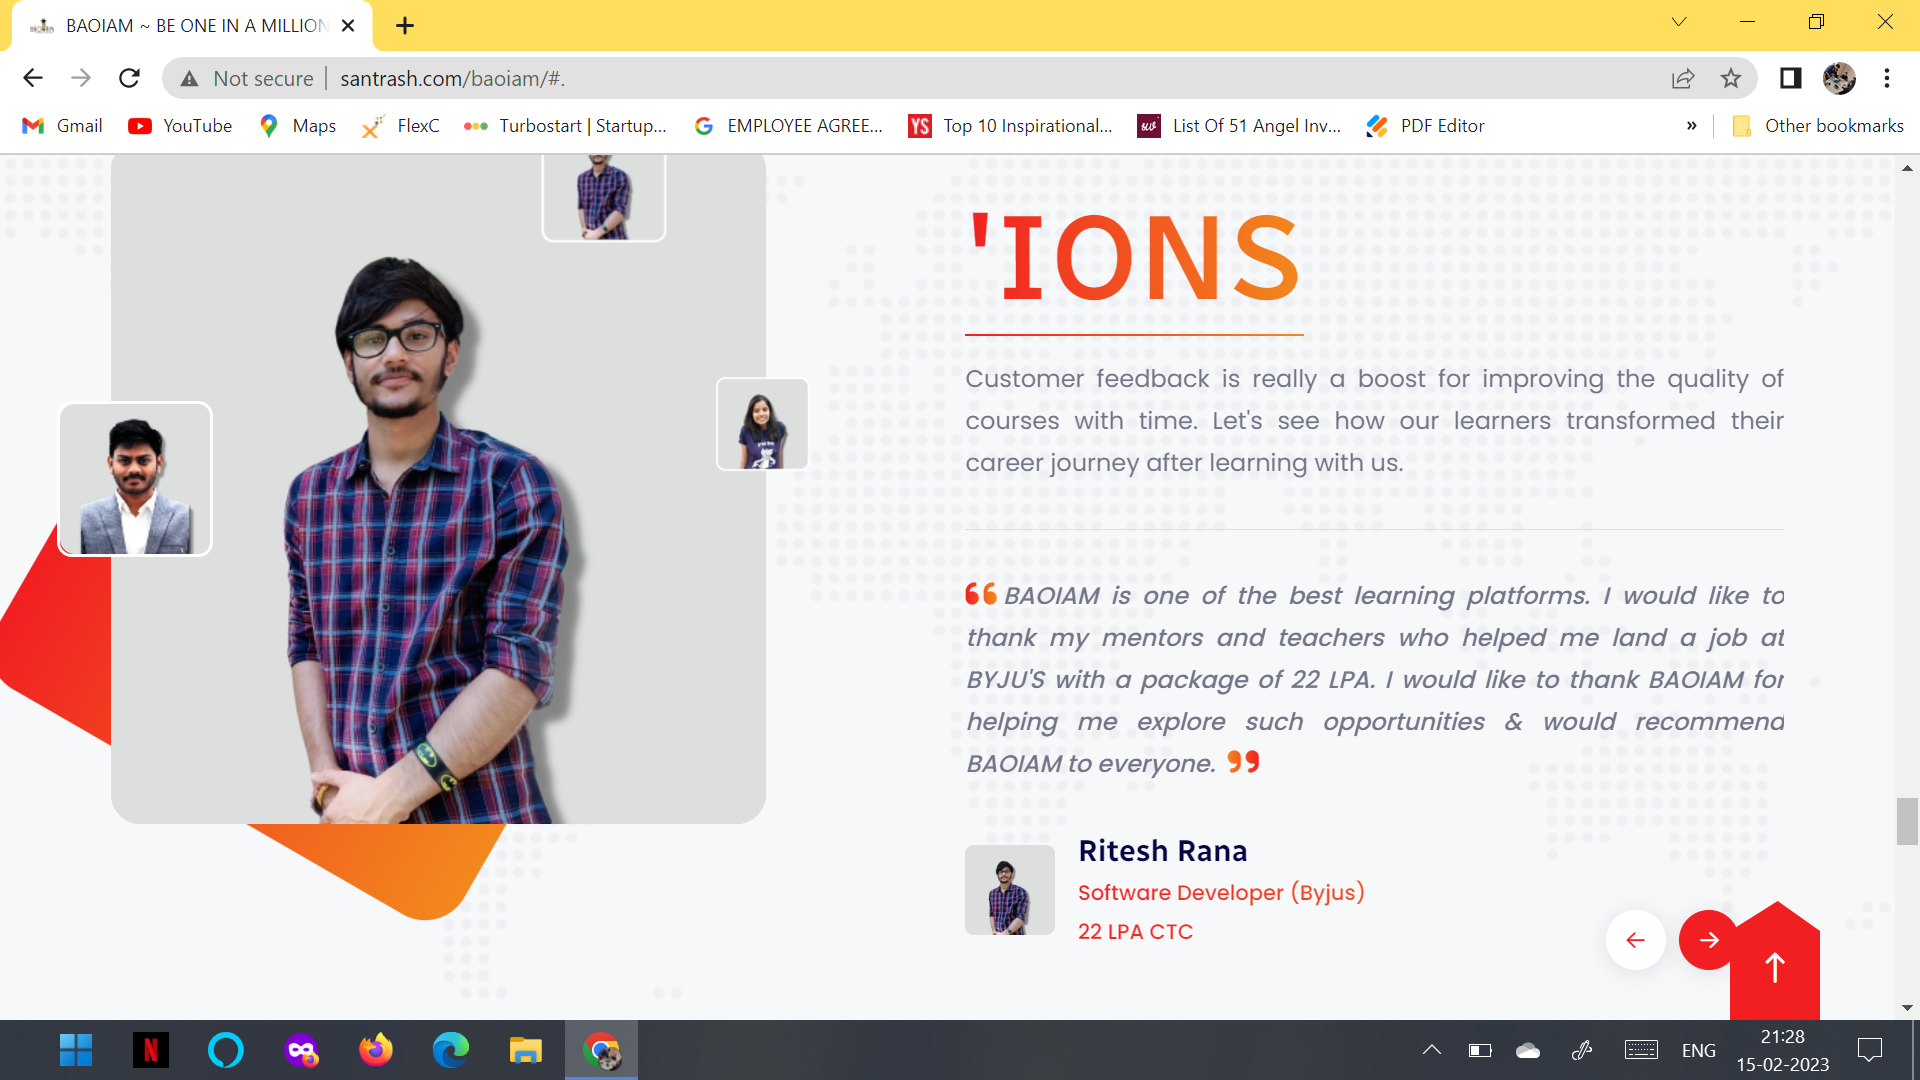 BAOIAM ~ BE ONE IN A MILLION
Not secure
santrash.com/baoiam/#.
Gmail
YouTube
Maps
FlexC
Turbostart | Startup...
EMPLOYEE AGREE...
YS
Top 10 Inspirational...
List Of 51 Angel Inv...
PDF Editor
»
Other bookmarks
'IONS
Customer feedback is really a boost for improving the quality of
courses with time. Let's see how our learners transformed their
career journey after learning with us.
“ BAOIAM is one of the best learning platforms. I would like to
thank my mentors and teachers who helped me land a job at
BYJU'S with a package of 22 LPA. I would like to thank BAOIAM for
helping me explore such opportunities & would recommend
BAOIAM to everyone. ”
Ritesh Rana
Software Developer (Byjus)
22 LPA CTC
N
ENG
21:28
15-02-2023